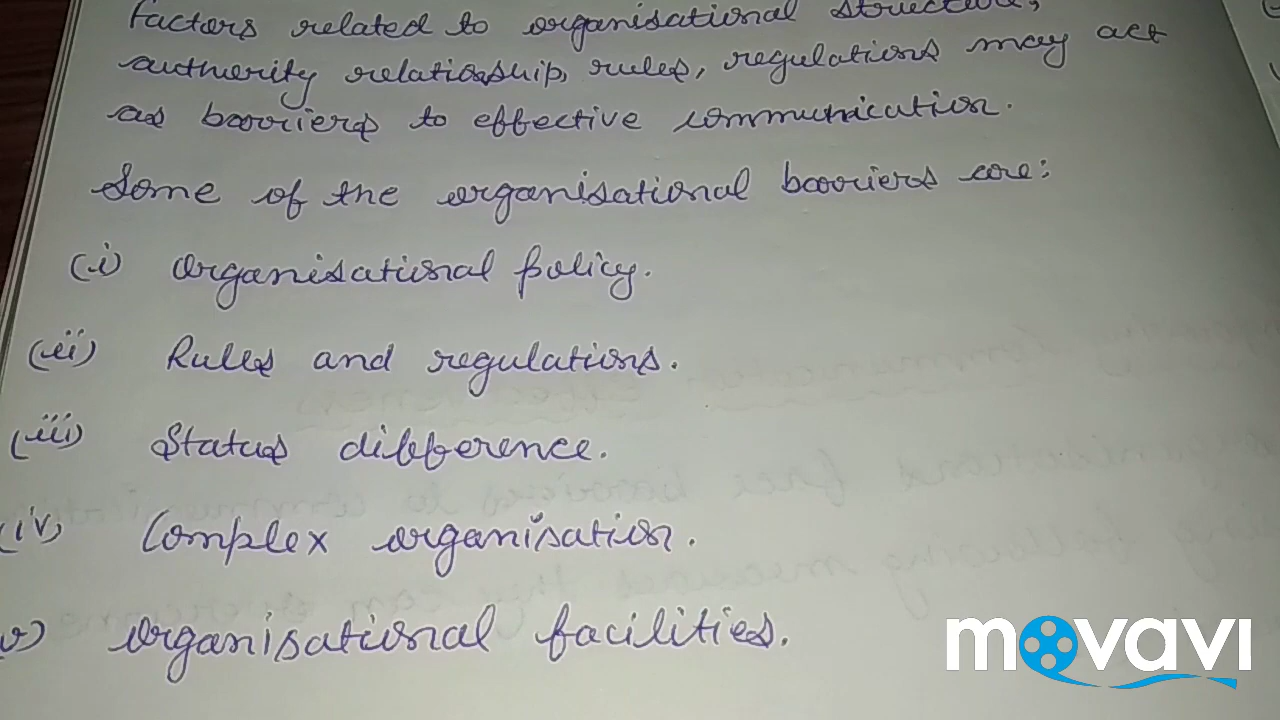 Factors related to organisational structure,
authority relationship, rules, regulations may act
as barriers to effective communication.
Some of the organisational barriers are:
(i) Organisational policy.
(ii) Rules and regulations.
(iii) Status difference.
(iv) Complex organisation.
v) Organisational facilities.
movavi